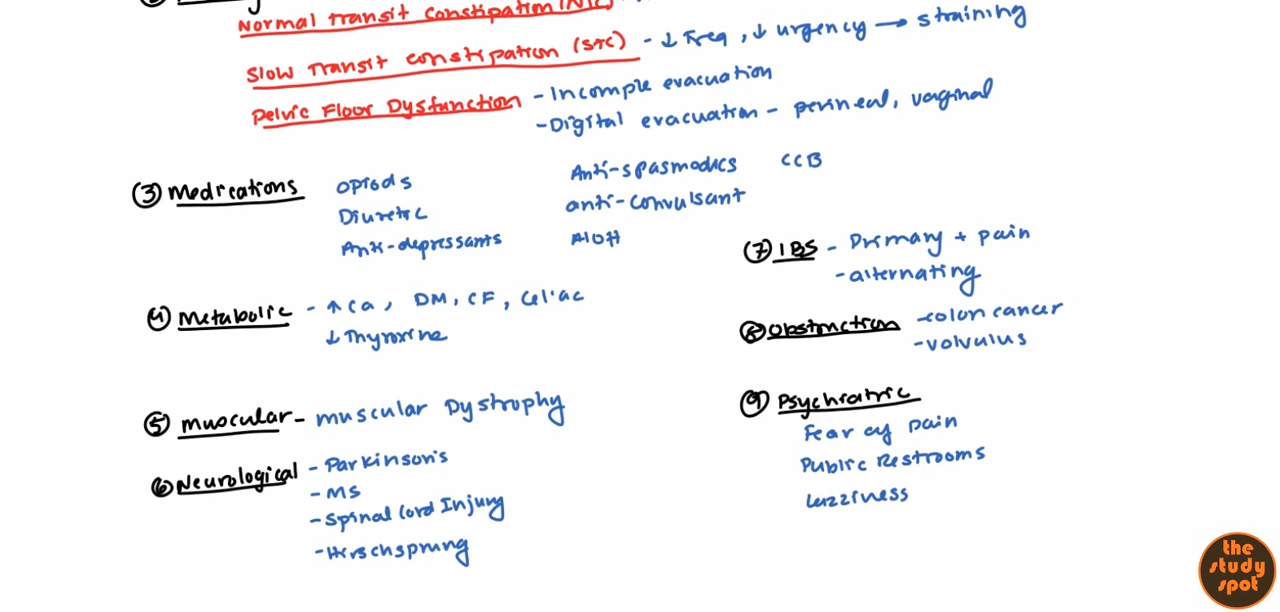 Normal Transit Constipation (NTC)
Slow Transit constipation (STC) - ↓ Freq, ↓ urgency → straining
Pelvic Floor Dysfunction - Incomple evacuation
- Digital evacuation - perineal, vaginal
③ Medications
Opiods
Diuretic
Anti-depressants
Anti-spasmodics CCB
anti-convulsant
AlOH
④ Metabolic - ↑ Ca, DM, CF, Celiac
↓ Thyroxine
⑤ Muscular - muscular Dystrophy
⑥ Neurological - Parkinson's
- MS
- Spinal Cord Injury
- Hirschsprung
⑦ IBS - Primary + pain
- alternating
⑧ Obstruction - colon cancer
- volvulus
⑨ Psychiatric
Fear of pain
Public Restrooms
Luzziness
the
study
spot